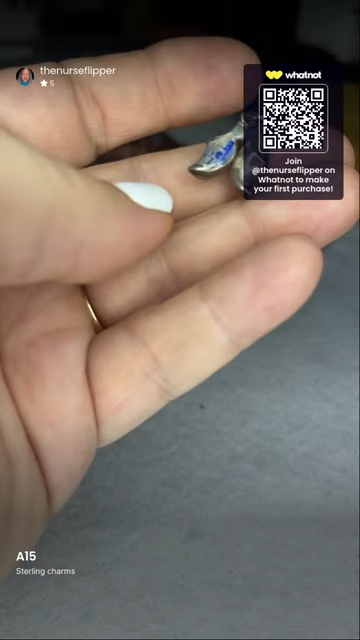 thenurseflipper
★ 5
whatnot
Join
@thenurseflipper on
Whatnot to make
your first purchase!
A15
Sterling charms